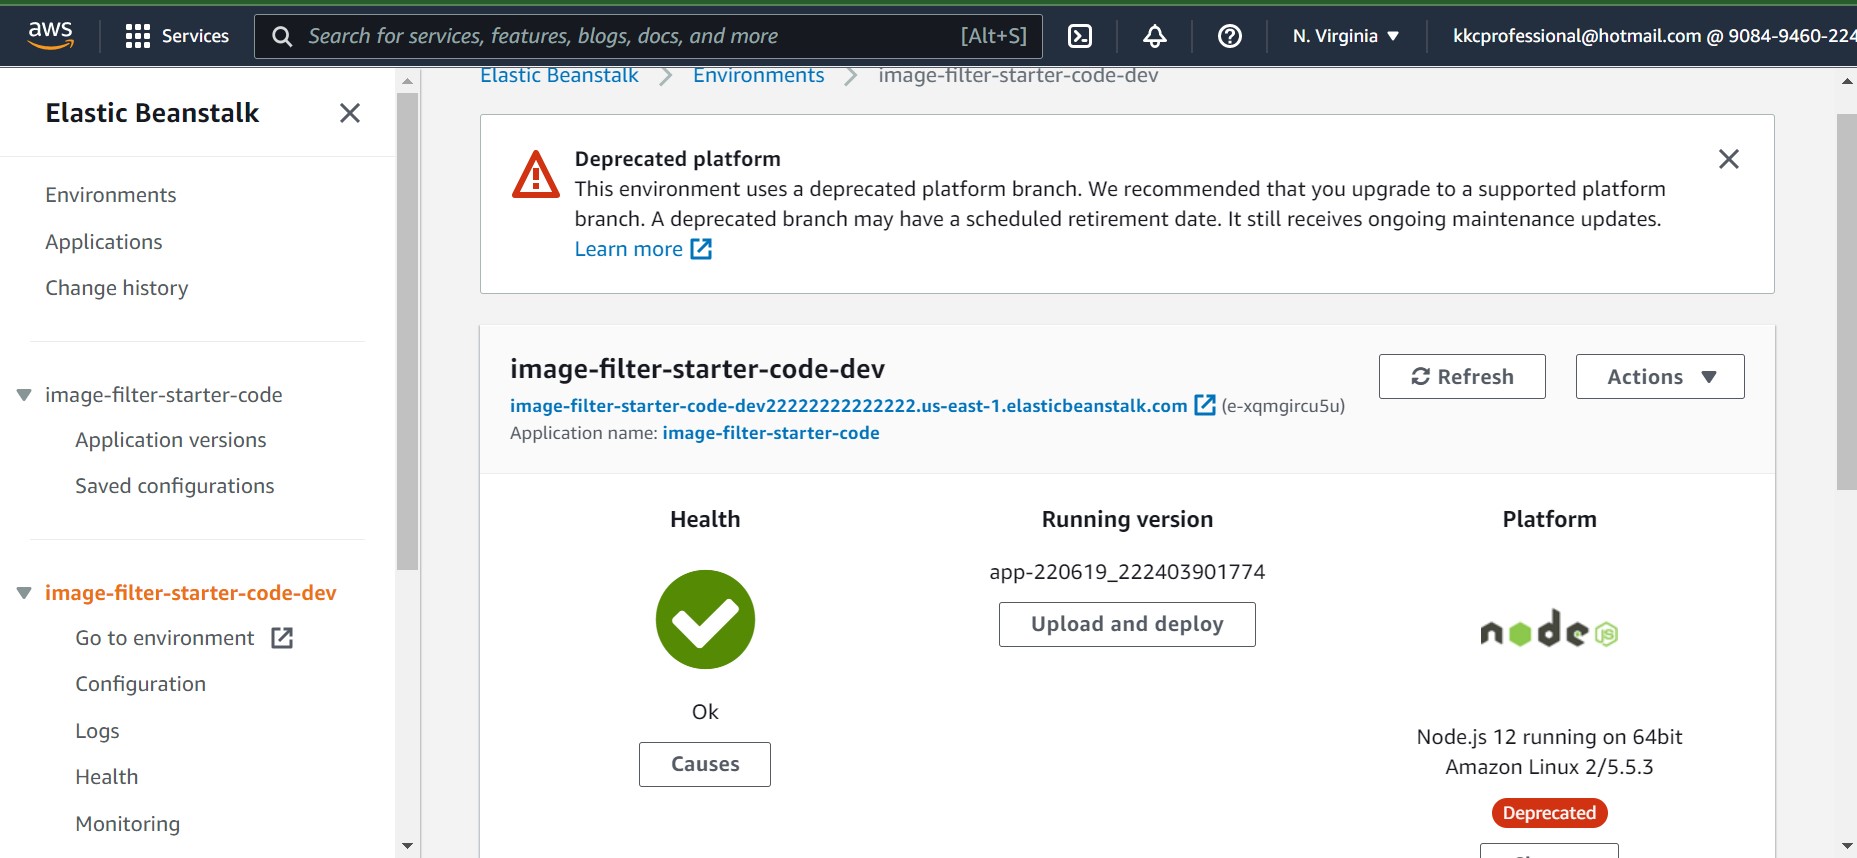 aws
Services
Search for services, features, blogs, docs, and more
[Alt+S]
N. Virginia
kkcprofessional@hotmail.com @ 9084-9460-224
Elastic Beanstalk
Environments
Applications
Change history
image-filter-starter-code
Application versions
Saved configurations
image-filter-starter-code-dev
Go to environment
Configuration
Logs
Health
Monitoring
Elastic Beanstalk
Environments
image-filter-starter-code-dev
Deprecated platform
This environment uses a deprecated platform branch. We recommended that you upgrade to a supported platform
branch. A deprecated branch may have a scheduled retirement date. It still receives ongoing maintenance updates.
Learn more
image-filter-starter-code-dev
image-filter-starter-code-dev22222222222222.us-east-1.elasticbeanstalk.com (e-xqmgircu5u)
Application name: image-filter-starter-code
Refresh
Actions
Health
Ok
Causes
Running version
app-220619_222403901774
Upload and deploy
Platform
node JS
Node.js 12 running on 64bit
Amazon Linux 2/5.5.3
Deprecated